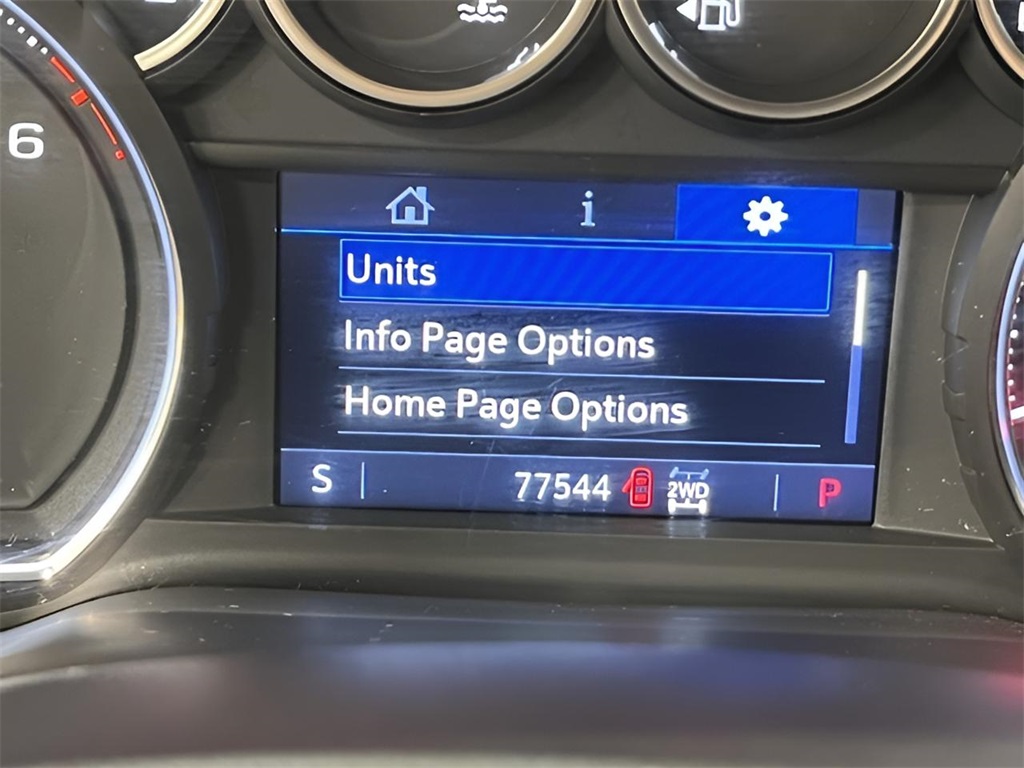 6
i
Units
Info Page Options
Home Page Options
S 77544 2WD P